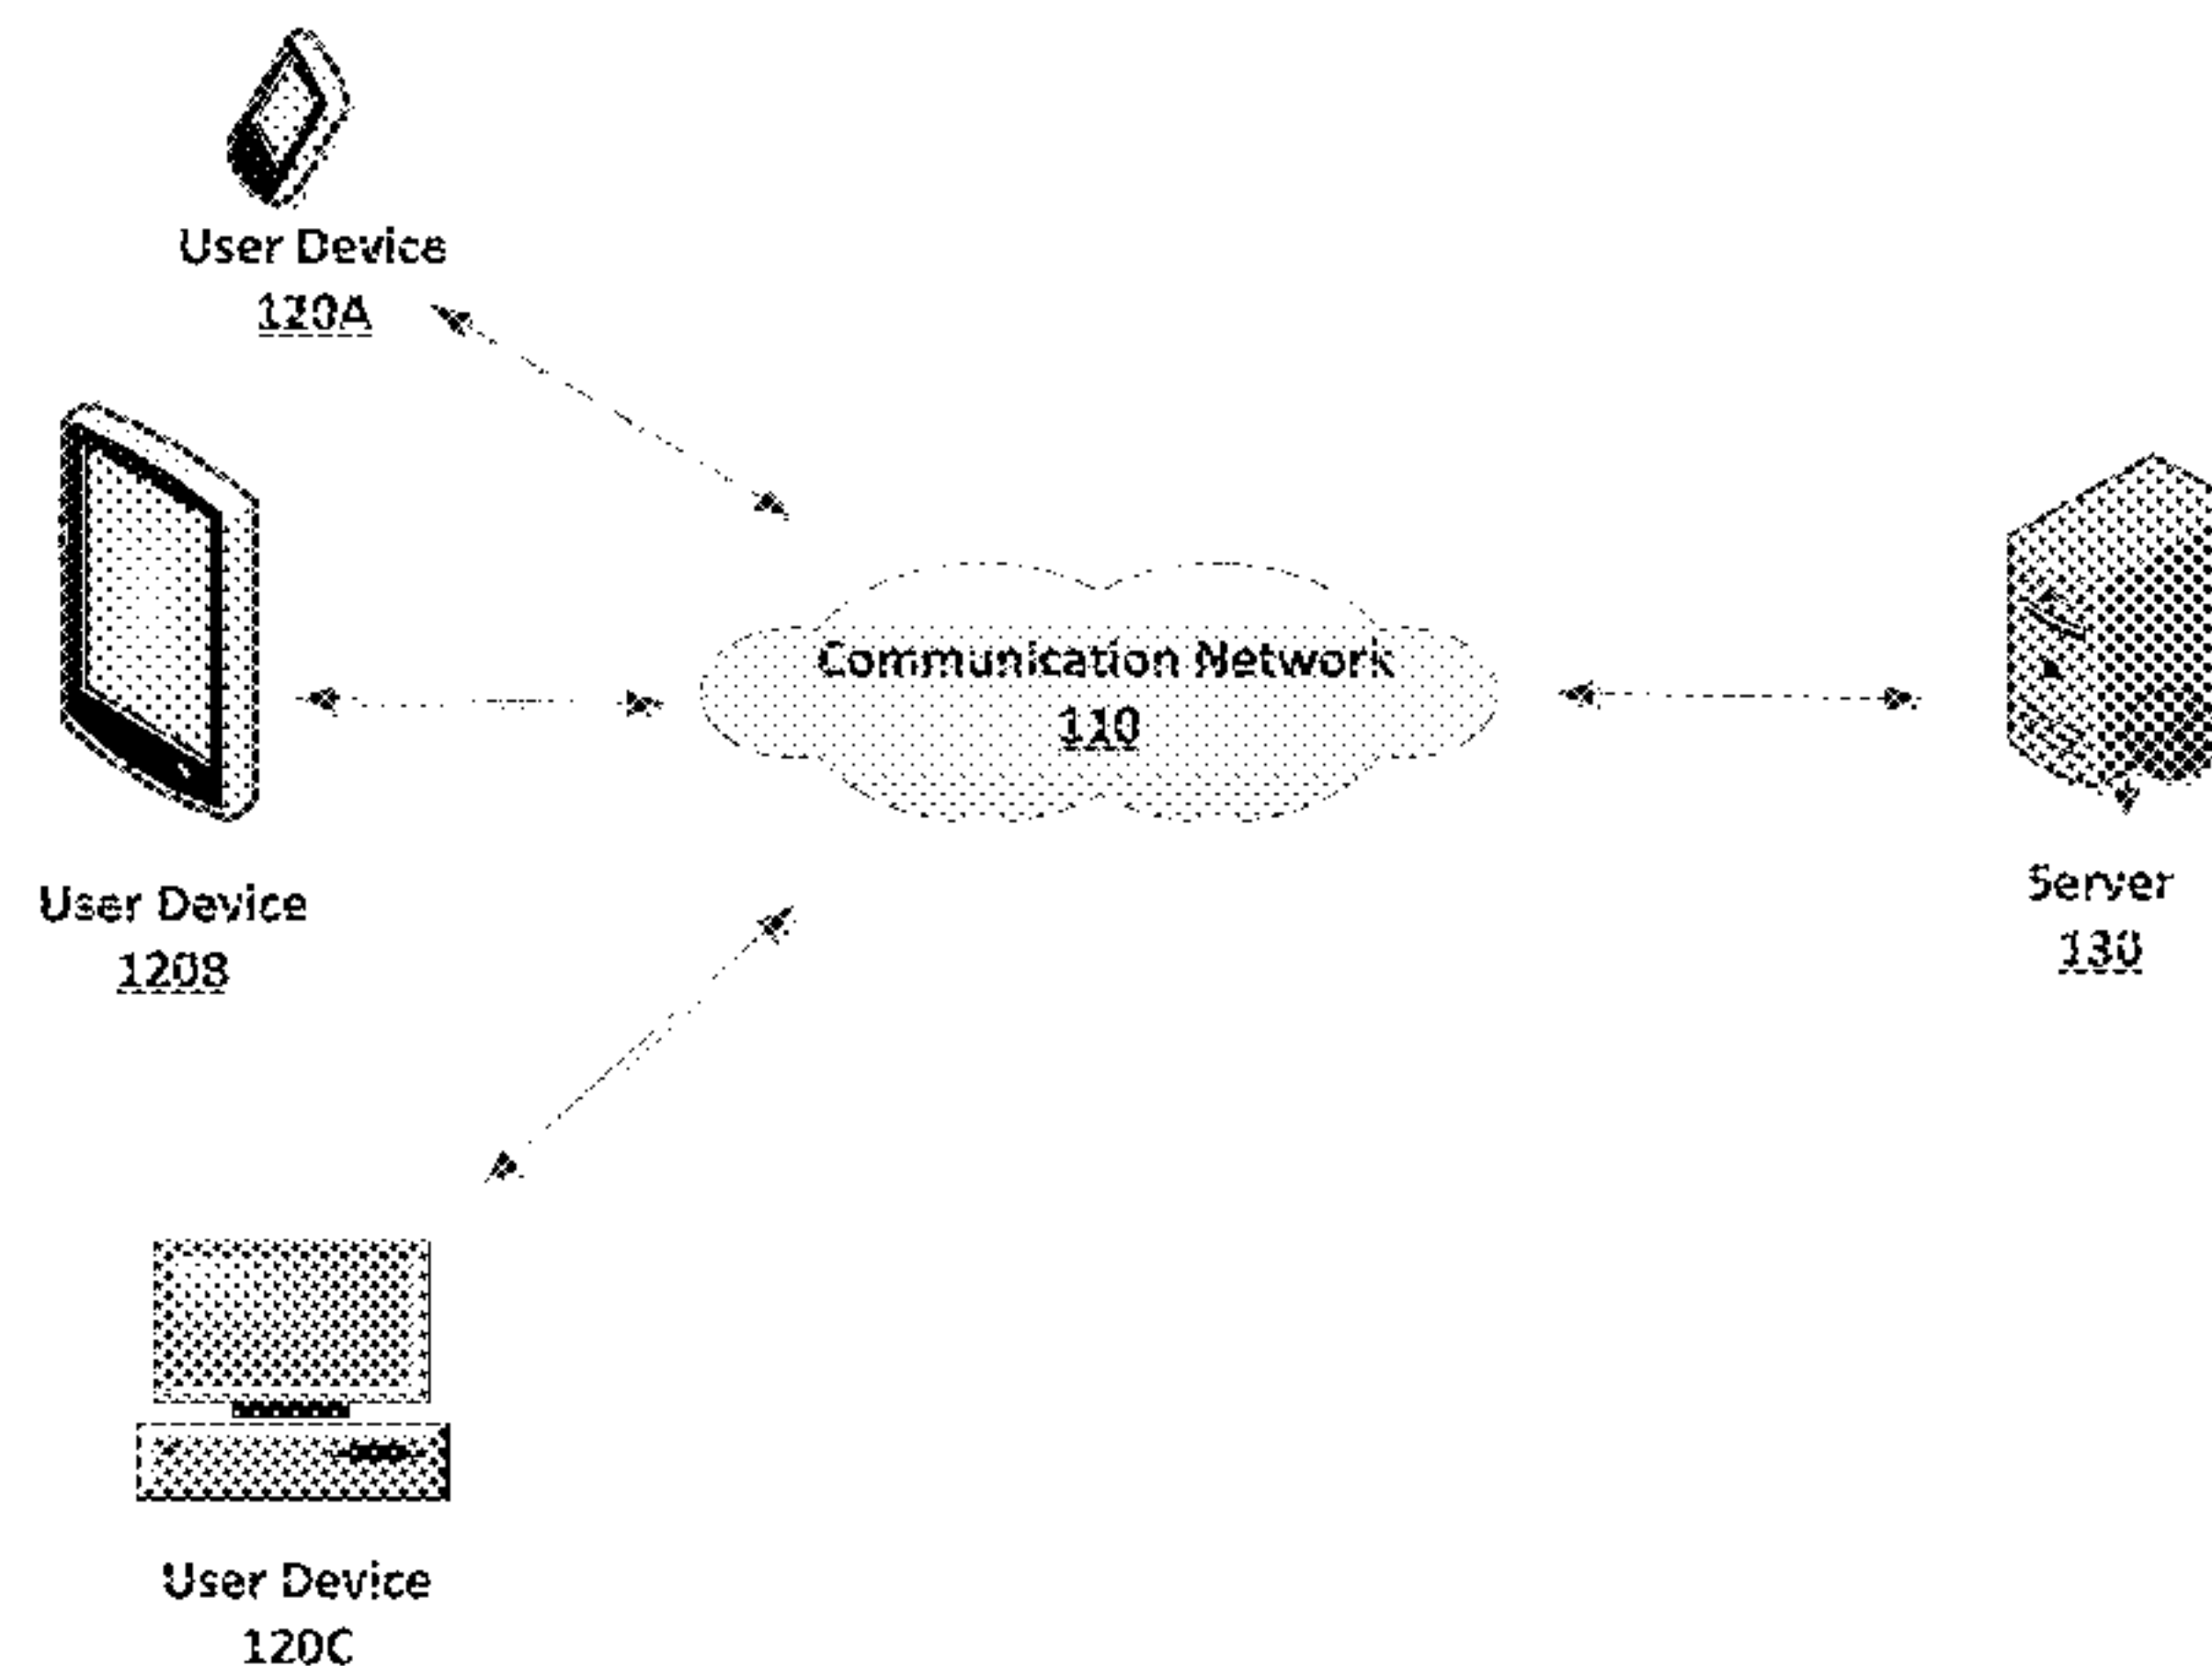 User Device
120A
Communication Network
110
User Device
120B
Server
130
User Device
120C